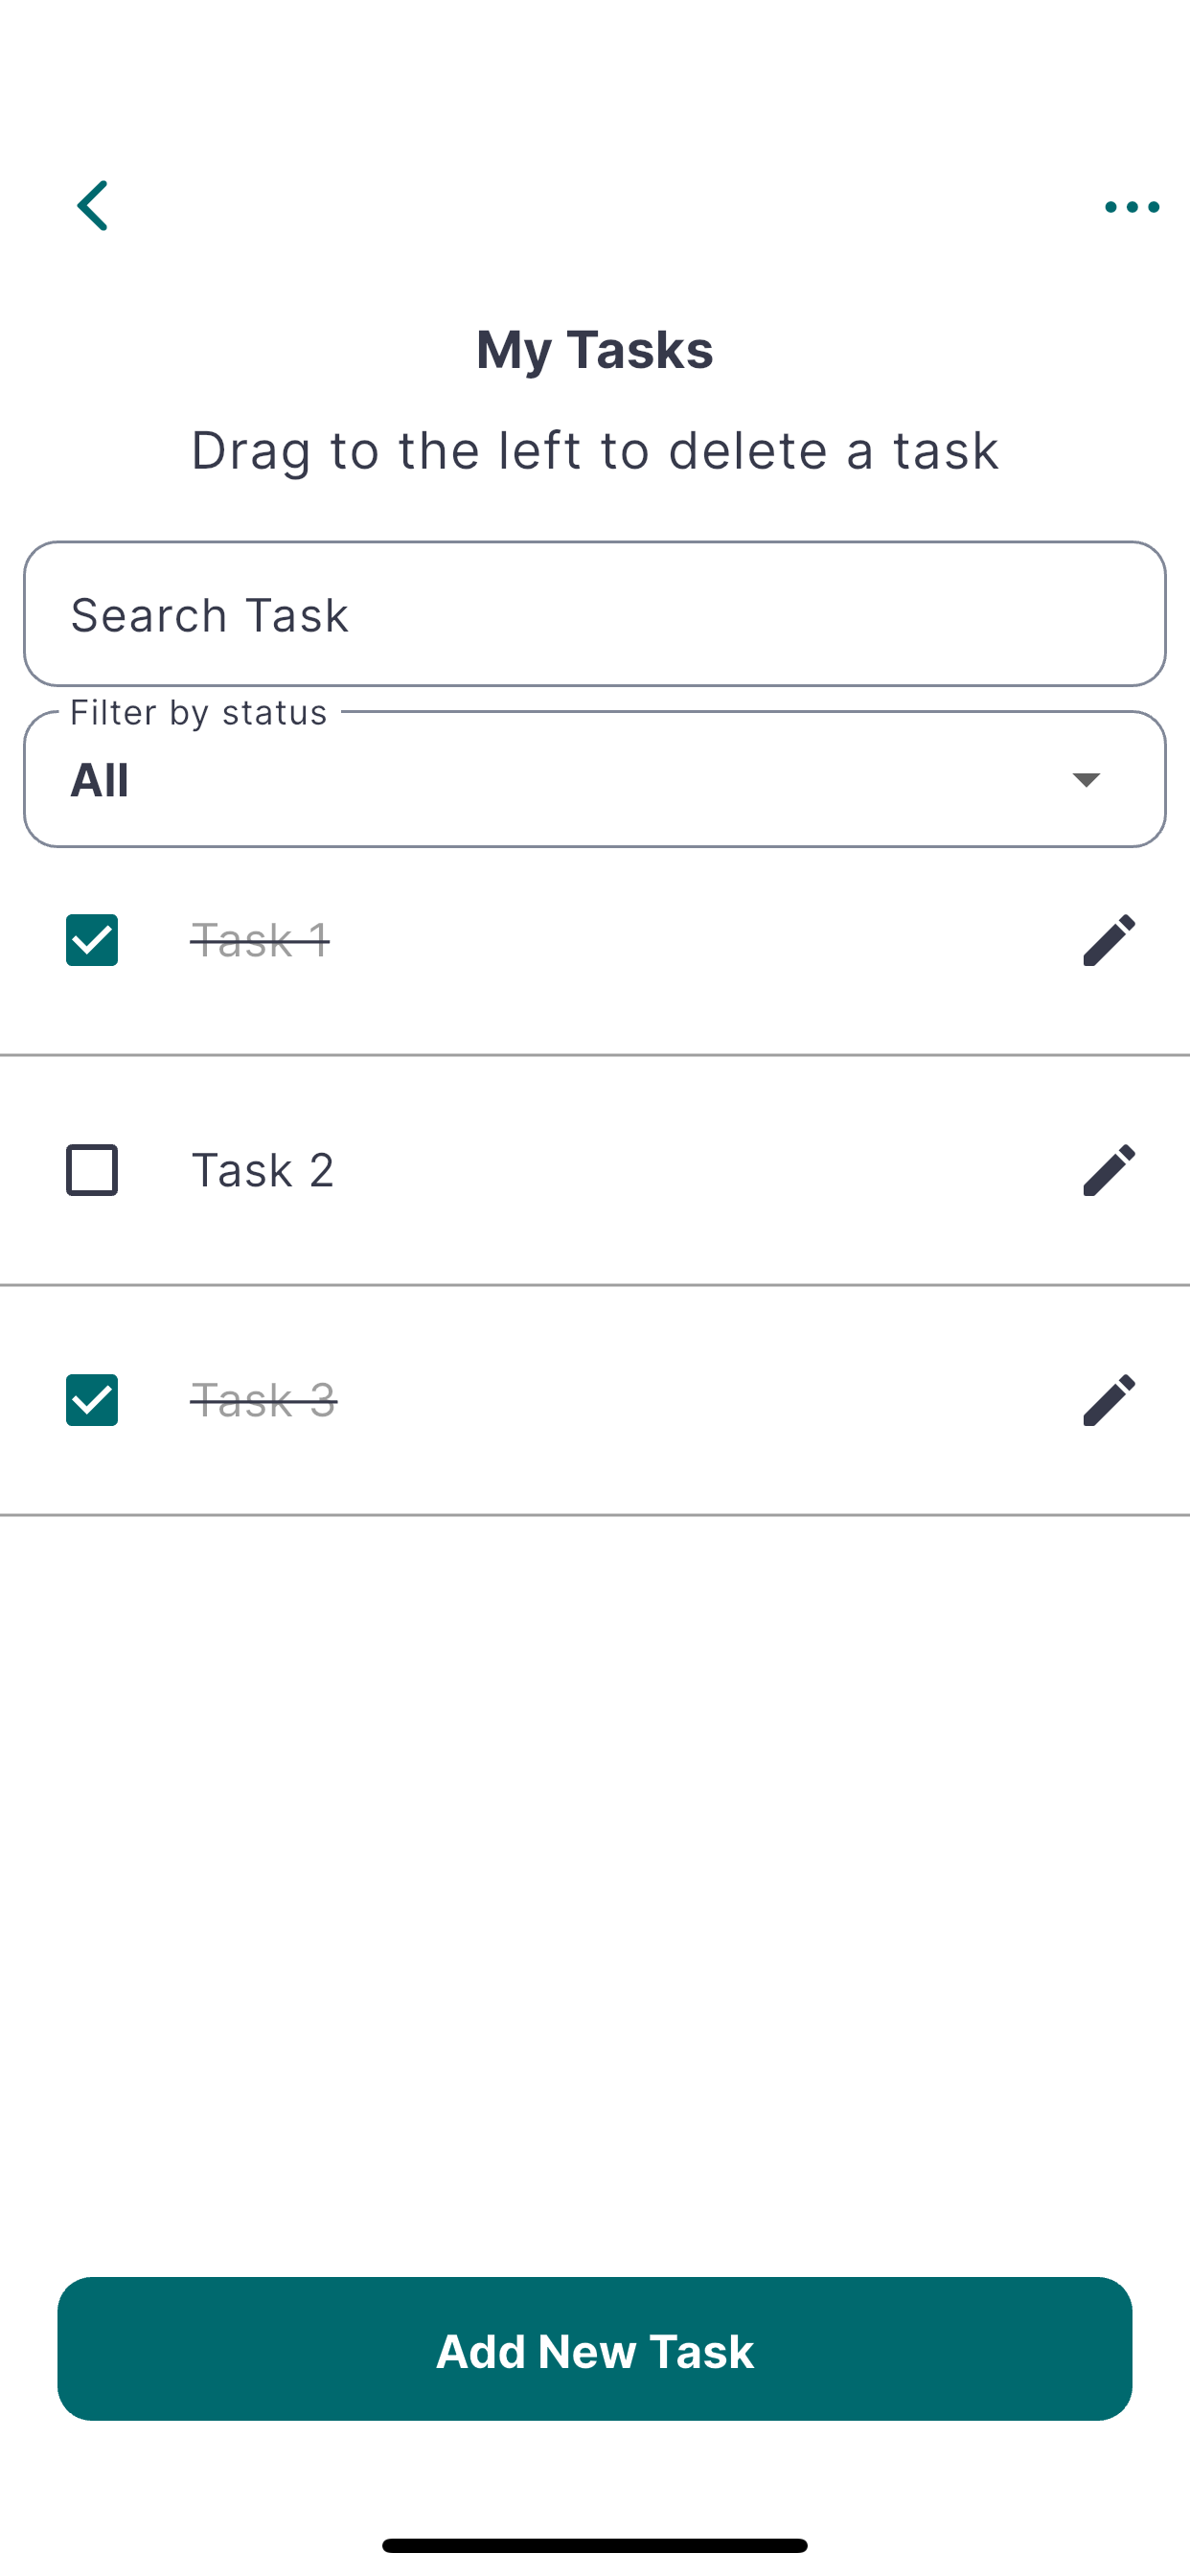 My Tasks
Drag to the left to delete a task
Search Task
Filter by status
All
Task 1
Task 2
Task 3
Add New Task